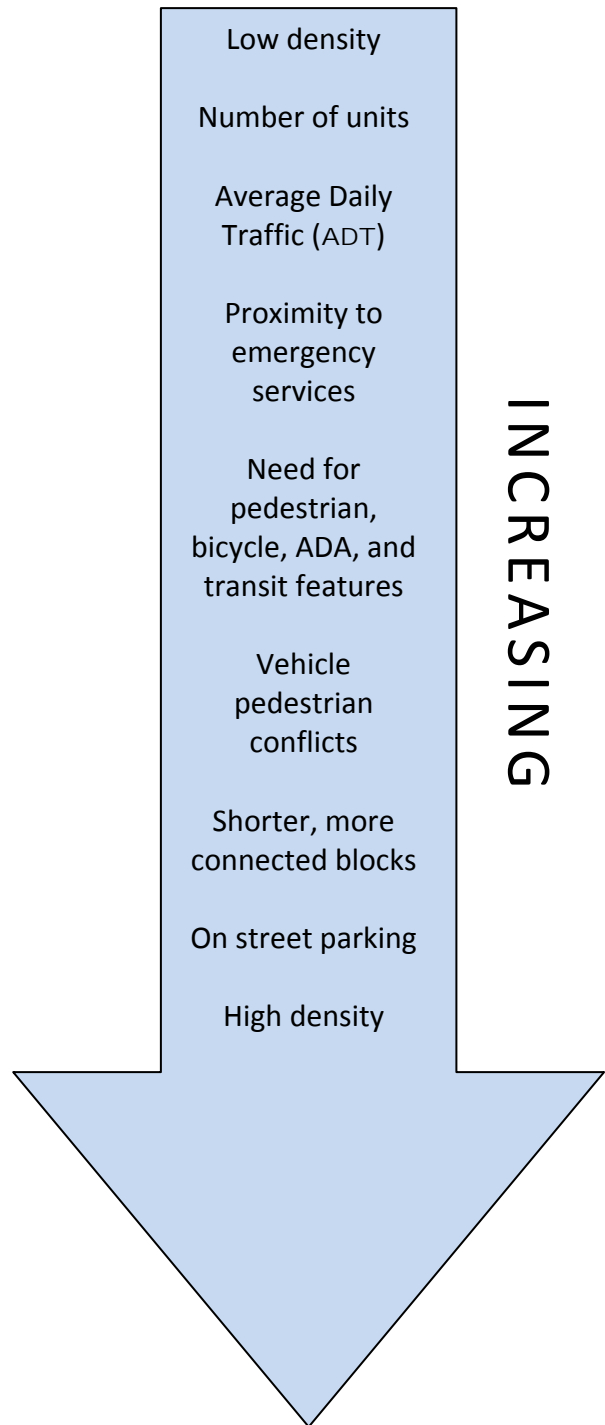 Low density
Number of units
Average Daily
Traffic (ADT)
Proximity to
emergency
services
Need for
pedestrian,
bicycle, ADA, and
transit features
Vehicle
pedestrian
conflicts
Shorter, more
connected blocks
On street parking
High density
INCREASING